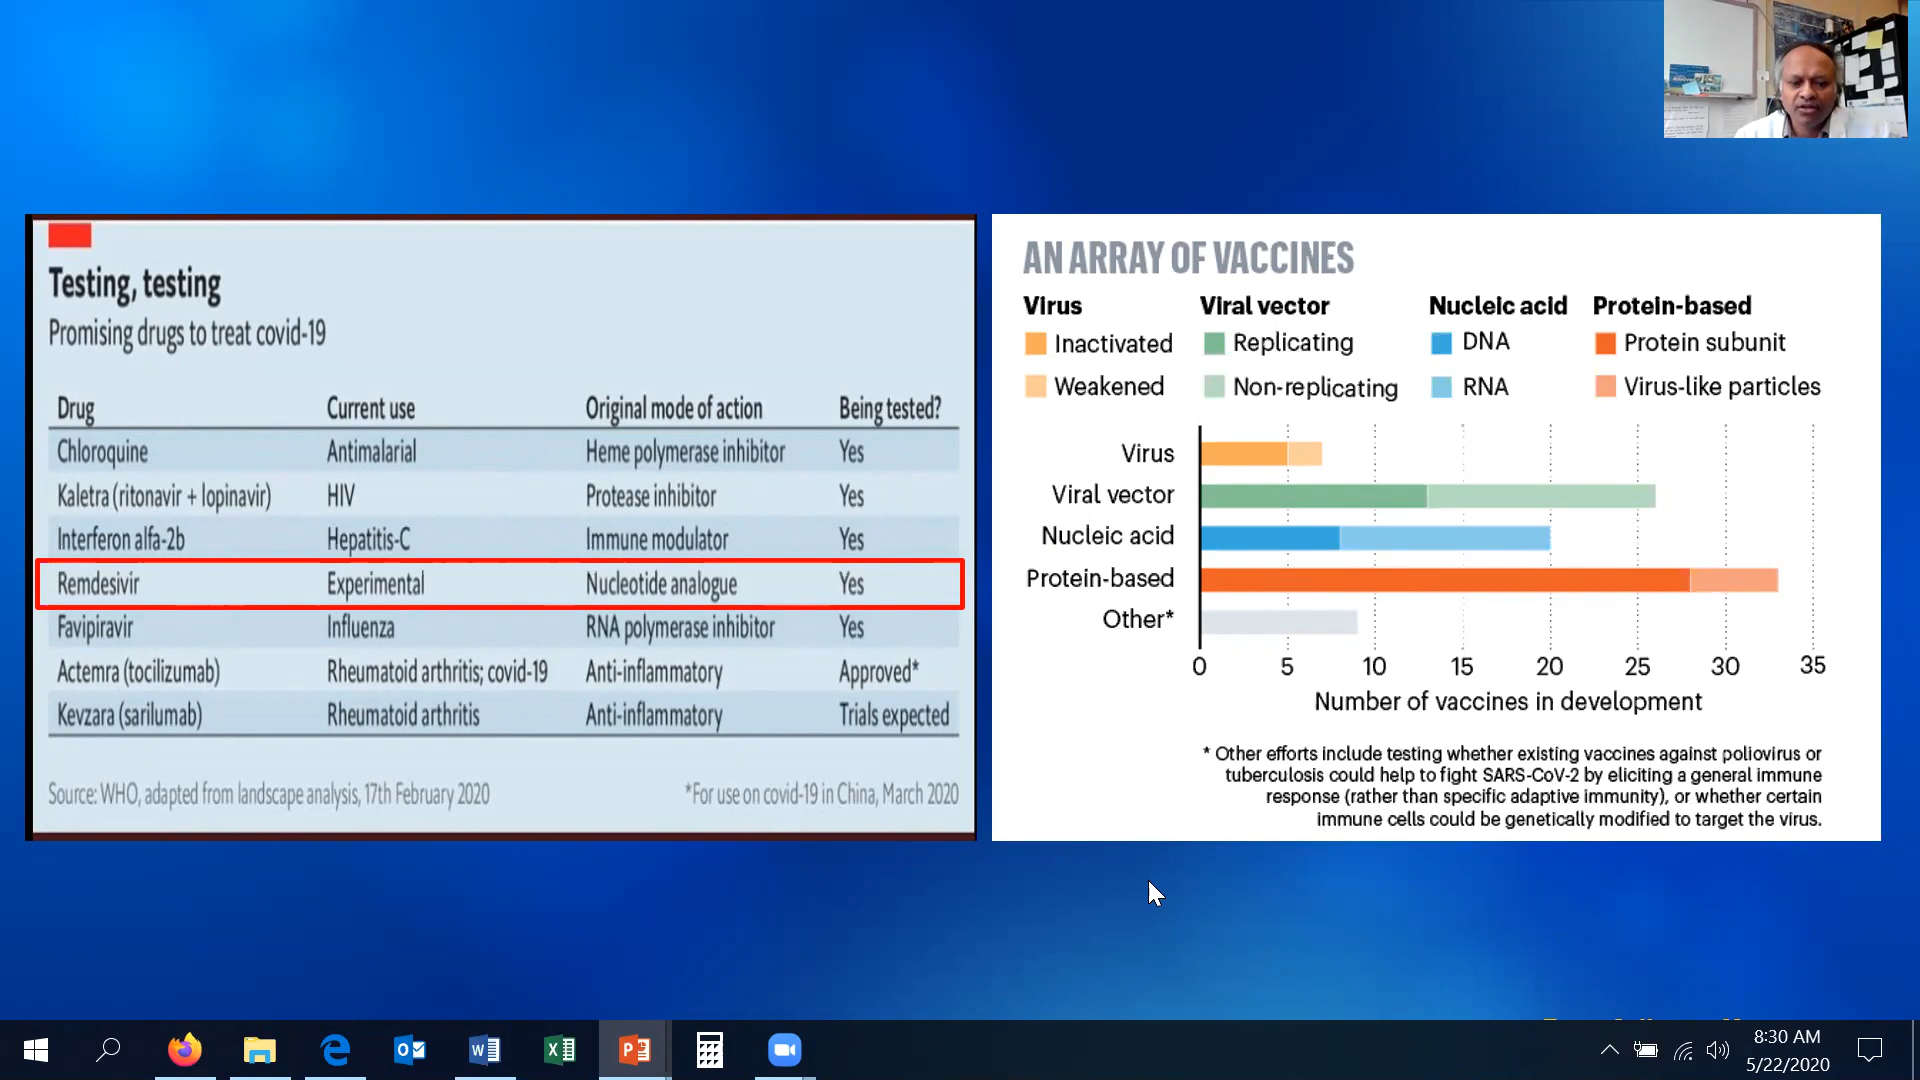 Testing, testing
Promising drugs to treat covid-19
Drug Current use Original mode of action Being tested?
Chloroquine Antimalarial Heme polymerase inhibitor Yes
Kaletra (ritonavir + lopinavir) HIV Protease inhibitor Yes
Interferon alfa-2b Hepatitis-C Immune modulator Yes
Remdesivir Experimental Nucleotide analogue Yes
Favipiravir Influenza RNA polymerase inhibitor Yes
Actemra (tocilizumab) Rheumatoid arthritis; covid-19 Anti-inflammatory Approved*
Kevzara (sarilumab) Rheumatoid arthritis Anti-inflammatory Trials expected
Source: WHO, adapted from landscape analysis, 17th February 2020 *For use on covid-19 in China, March 2020
AN ARRAY OF VACCINES
Virus Viral vector Nucleic acid Protein-based
Inactivated Replicating DNA Protein subunit
Weakened Non-replicating RNA Virus-like particles
Virus
Viral vector
Nucleic acid
Protein-based
Other*
0 5 10 15 20 25 30 35
Number of vaccines in development
* Other efforts include testing whether existing vaccines against poliovirus or
tuberculosis could help to fight SARS-CoV-2 by eliciting a general immune
response (rather than specific adaptive immunity), or whether certain
immune cells could be genetically modified to target the virus.
8:30 AM
5/22/2020